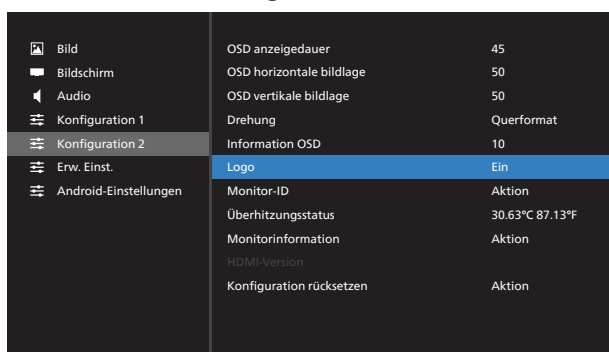 Bild
Bildschirm
Audio
Konfiguration 1
Konfiguration 2
Erw. Einst.
Android-Einstellungen
OSD anzeigedauer 45
OSD horizontale bildlage 50
OSD vertikale bildlage 50
Drehung Querformat
Information OSD 10
Logo Ein
Monitor-ID Aktion
Überhitzungsstatus 30.63°C 87.13°F
Monitorinformation Aktion
HDMI-Version
Konfiguration rücksetzen Aktion